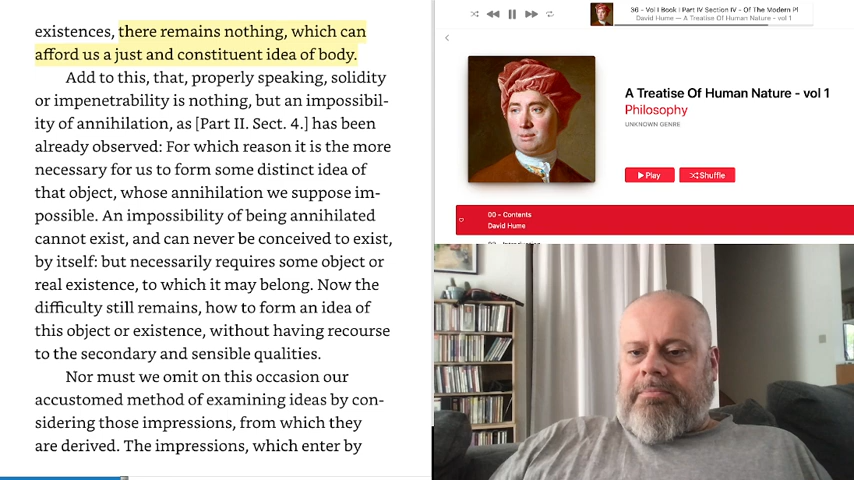 existences, there remains nothing, which can
afford us a just and constituent idea of body.
Add to this, that, properly speaking, solidity
or impenetrability is nothing, but an impossibil-
ity of annihilation, as [Part II. Sect. 4.] has been
already observed: For which reason it is the more
necessary for us to form some distinct idea of
that object, whose annihilation we suppose im-
possible. An impossibility of being annihilated
cannot exist, and can never be conceived to exist,
by itself: but necessarily requires some object or
real existence, to which it may belong. Now the
difficulty still remains, how to form an idea of
this object or existence, without having recourse
to the secondary and sensible qualities.
Nor must we omit on this occasion our
accustomed method of examining ideas by con-
sidering those impressions, from which they
are derived. The impressions, which enter by
36 - Vol I Book I Part IV Section IV - Of The Modern Pl
David Hume — A Treatise Of Human Nature - vol 1
A Treatise Of Human Nature - vol 1
Philosophy
UNKNOWN GENRE
Play
Shuffle
00 - Contents
David Hume